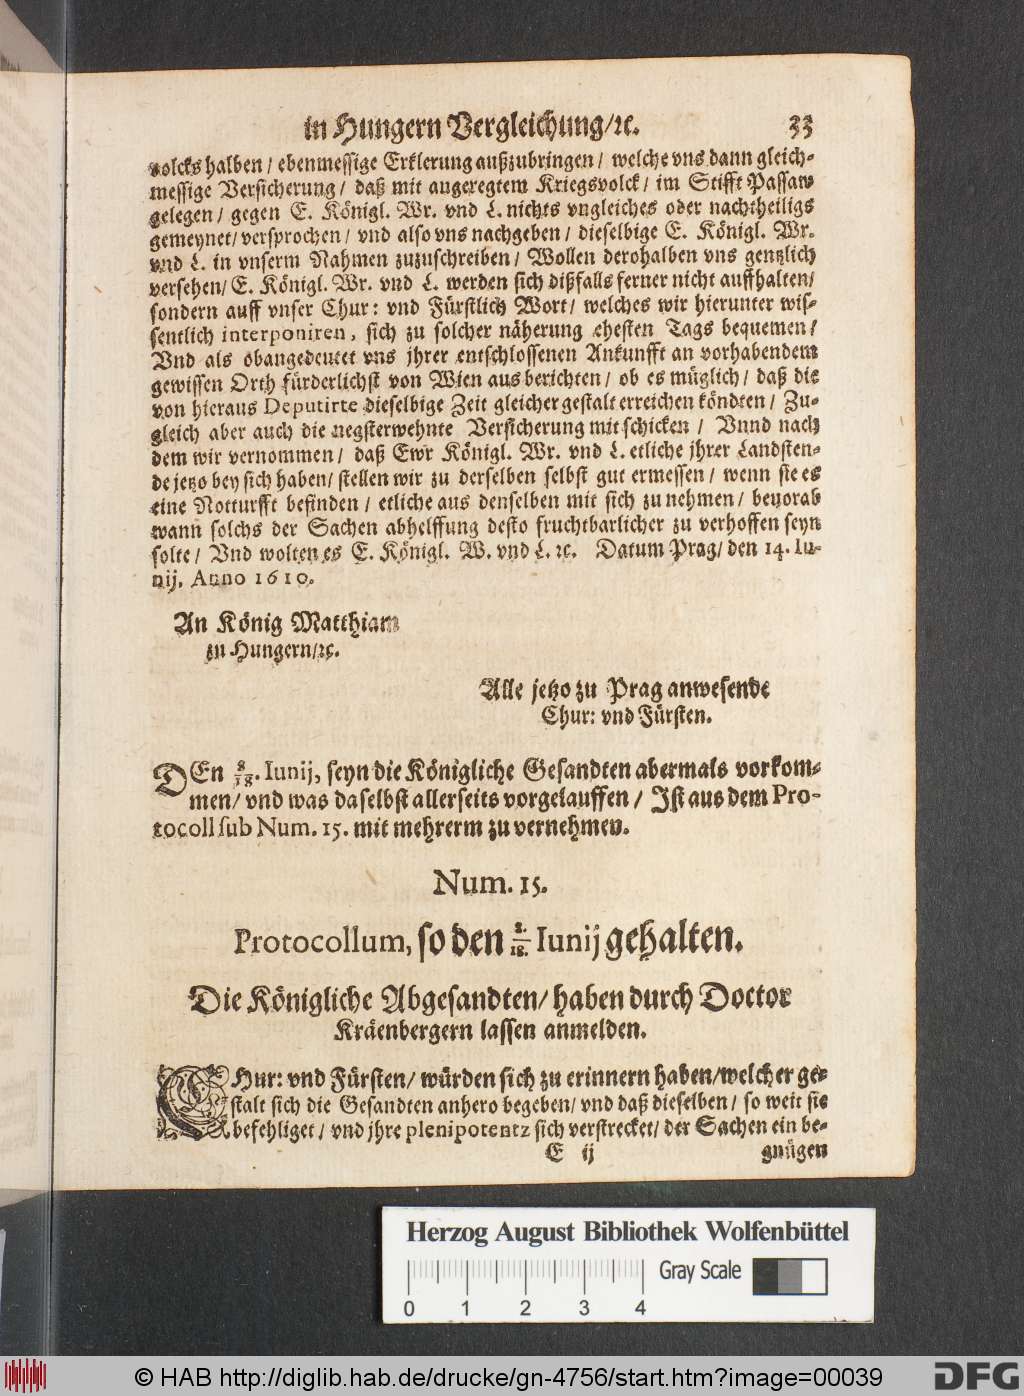 in Hungern Vergleichung/ꝛc. 33
volcks halben / ebenmessige Erklerung außzubringen / welche vns dann gleich-
messige Versicherung / daß mit angeregtem Kriegsvolck / im Stifft Passaw
gelegen / gegen E. Königl. Wr. vnd L. nichts vngleiches oder nachtheiligs
gemeynet/ versprochen / vnd also vns nachgeben / dieselbige E. Königl. Wr.
vnd L. in vnserm Nahmen zuzuschreiben / Wollen derohalben vns gentzlich
versehen/ E. Königl. Wr. vnd L. werden sich dißfalls ferner nicht auffhalten/
sondern auff vnser Chur: vnd Fürstlich Wort / welches wir hierunter wis-
sentlich interponiren, sich zu solcher näherung ehesten Tags bequemen /
Vnd als obangedeutet vns jhrer entschlossenen Ankunfft an vorhabendem
gewissen Orth fürderlichst von Wien aus berichten / ob es müglich / daß die
von hieraus Deputirte dieselbige Zeit gleicher gestalt erreichen köndten / Zu-
gleich aber auch die negsterwehnte Versicherung mit schicken / Vnnd nach
dem wir vernommen / daß Ewr Königl. Wr. vnd L. etliche jhrer Landsten-
de jetzo bey sich haben / stellen wir zu derselben selbst gut ermessen / wenn sie es
eine Notturfft befinden / etliche aus denselben mit sich zu nehmen / bevorab
wann solchs der Sachen abhelffung desto fruchtbarlicher zu verhoffen seyn
solte / Vnd wolten es E. Königl. W. vnd L. ꝛc. Datum Prag / den 14. Iu-
nij, Anno 1610.
An König Matthiam
zu Hungern/ꝛc.
Alle jetzo zu Prag anwesende
Chur: vnd Fürsten.
DEn 8/18. Iunij, seyn die Königliche Gesandten abermals vorkom-
men/ vnd was daselbst allerseits vorgelauffen / Ist aus dem Pro-
tocoll sub Num. 15. mit mehrerm zu vernehmen.
Num. 15.
Protocollum, so den 8/18. Iunij gehalten.
Die Königliche Abgesandten/ haben durch Doctor
Kräenbergern lassen anmelden.
CHur: vnd Fürsten / würden sich zu erinnern haben/welcher ge-
stalt sich die Gesandten anhero begeben/ vnd daß dieselben / so weit sie
befehliget / vnd jhre plenipotentz sich verstrecket/ der Sachen ein be-
E ij gnügen
Herzog August Bibliothek Wolfenbüttel
Gray Scale
0 1 2 3 4
© HAB http://diglib.hab.de/drucke/gn-4756/start.htm?image=00039
DFG